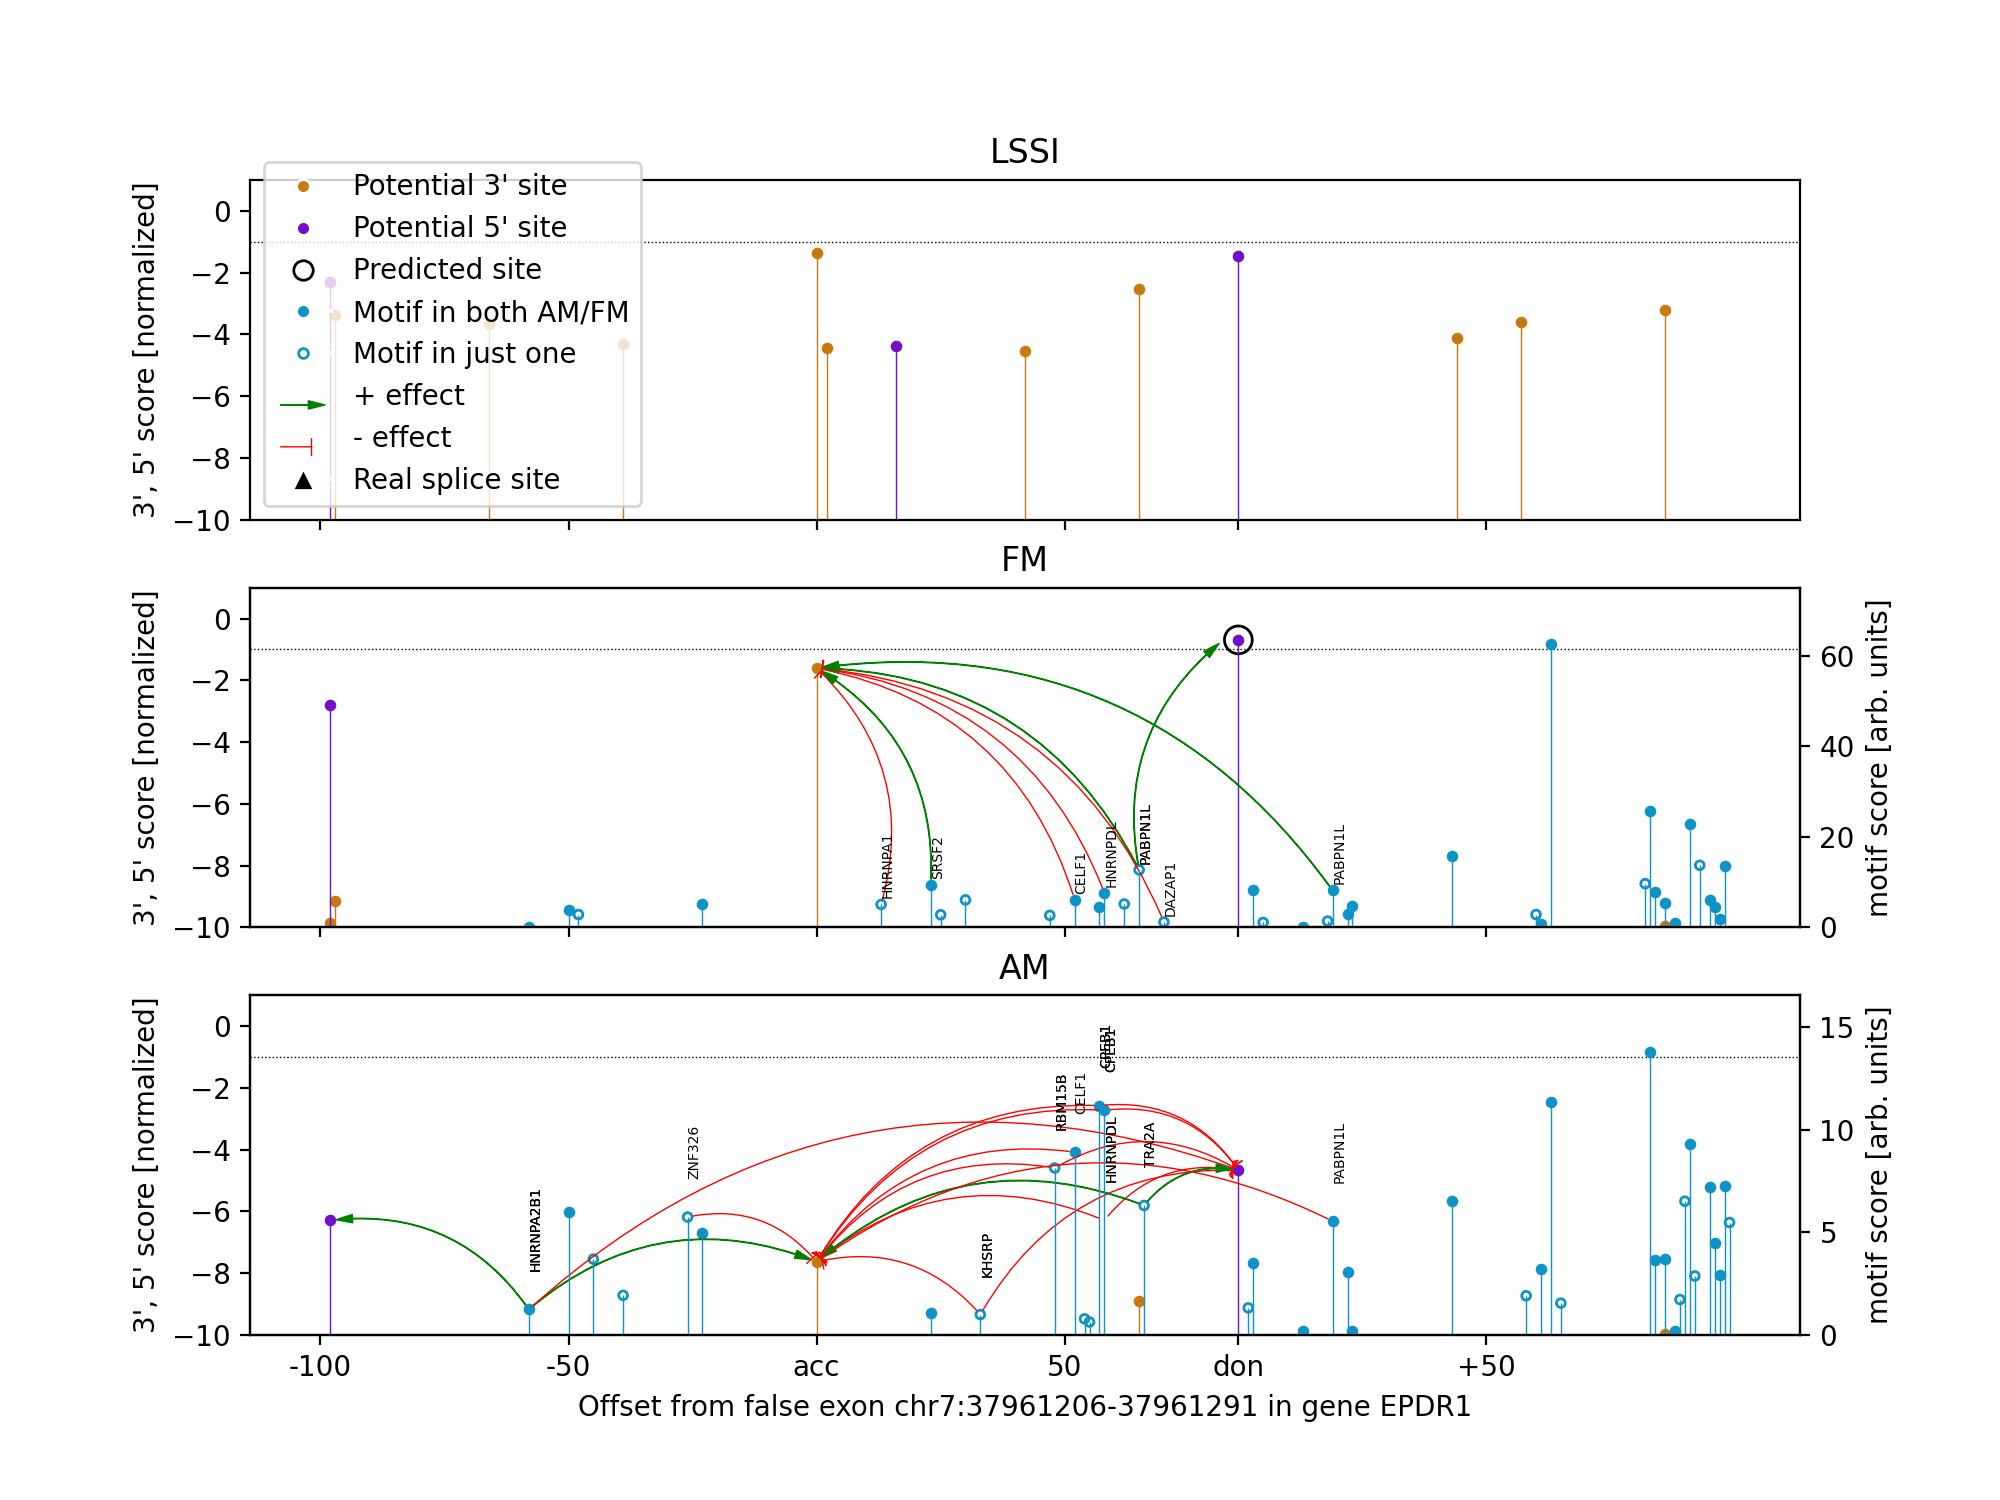 LSSI
3', 5' score [normalized]
0
−2
−4
−6
−8
−10
Potential 3' site
Potential 5' site
Predicted site
Motif in both AM/FM
Motif in just one
+ effect
- effect
Real splice site
FM
3', 5' score [normalized]
0
−2
−4
−6
−8
−10
HNRNPA1
SRSF2
CELF1
HNRNPDL
PABPN1L
DAZAP1
PABPN1L
60
40
20
0
motif score [arb. units]
AM
3', 5' score [normalized]
0
−2
−4
−6
−8
−10
HNRNPA2B1
ZNF326
KHSRP
RBM15B
CELF1
CPEB1
HNRNPDL
TRA2A
PABPN1L
15
10
5
0
motif score [arb. units]
-100 -50 acc 50 don +50
Offset from false exon chr7:37961206-37961291 in gene EPDR1